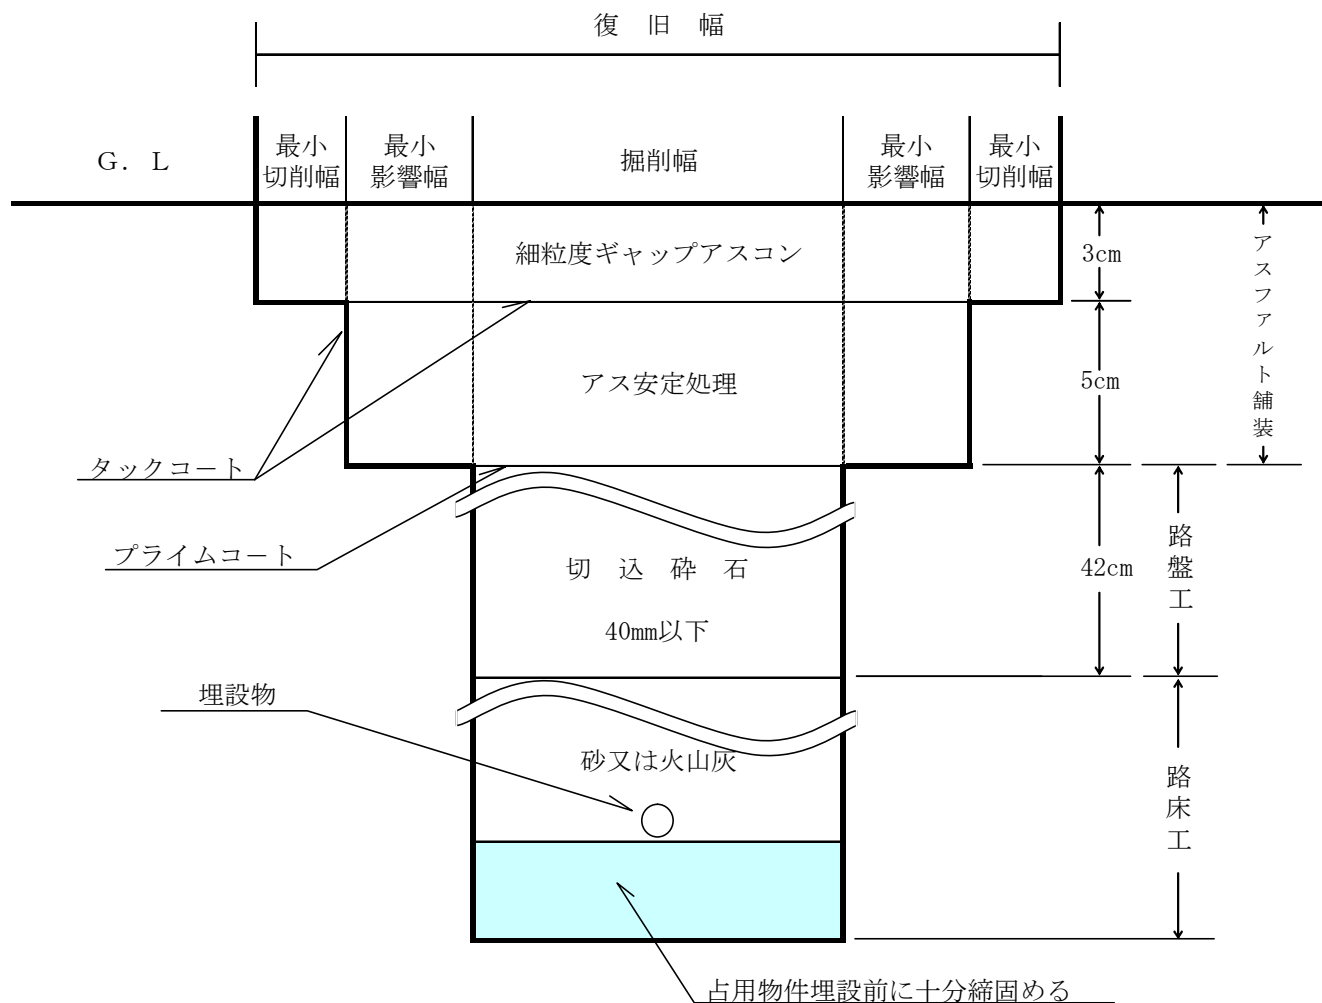 復 旧 幅
G. L
最小
切削幅
最小
影響幅
掘削幅
最小
影響幅
最小
切削幅
細粒度ギャップアスコン
3cm
アスファルト舗装
アス安定処理
5cm
タックコート
プライムコート
切 込 砕 石
40mm以下
42cm
路盤工
埋設物
砂又は火山灰
路床工
占用物件埋設前に十分締固める